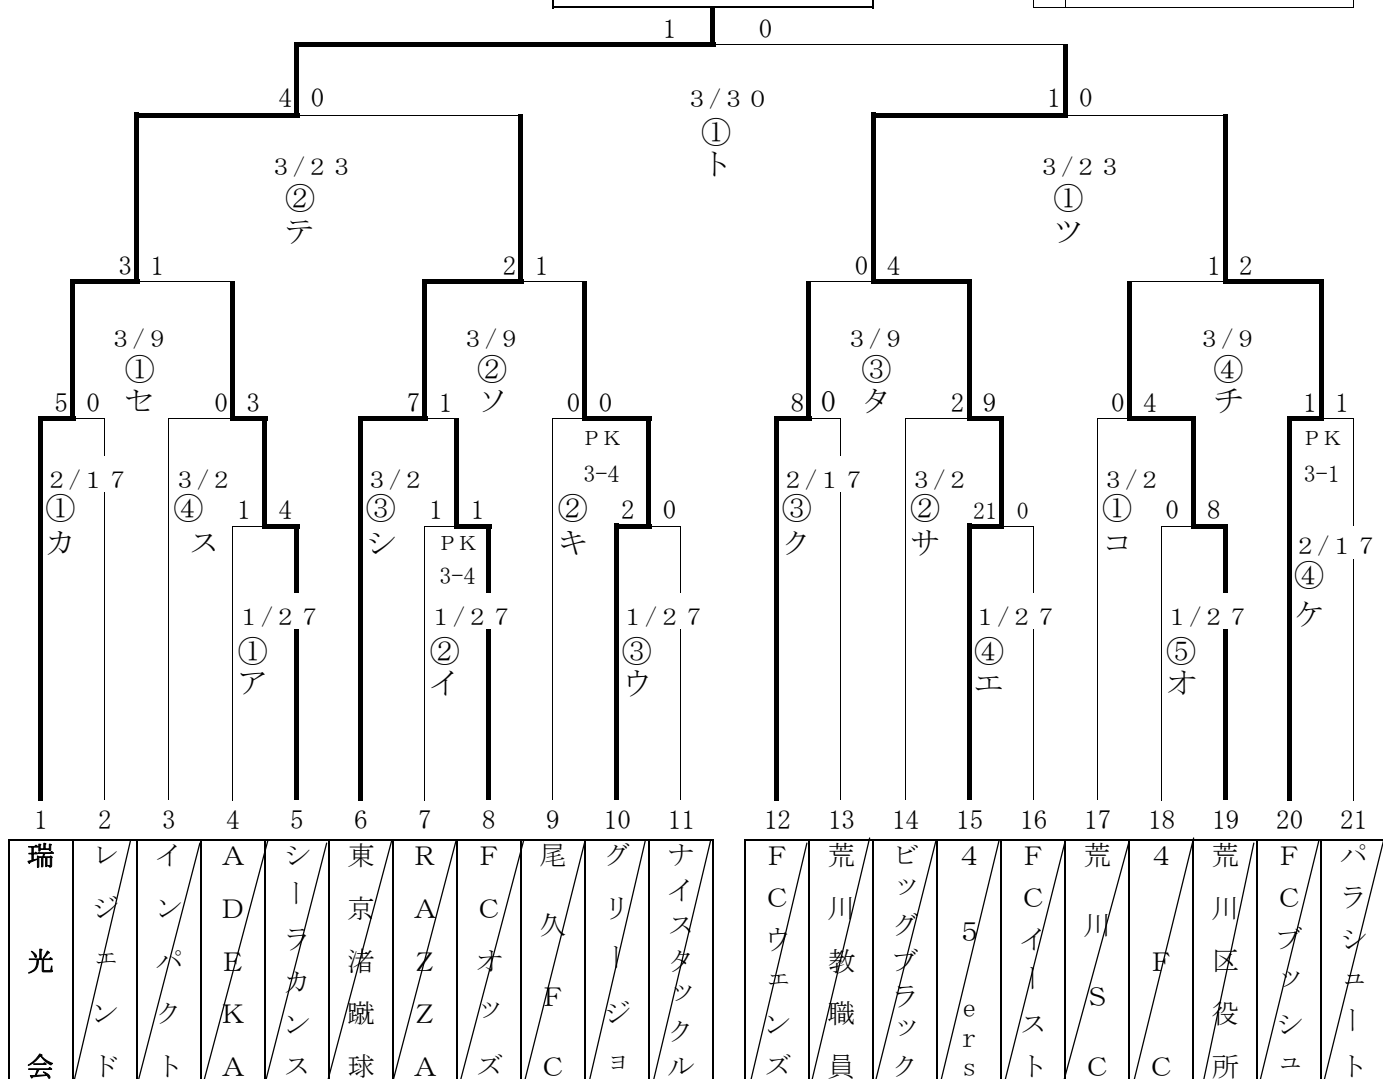 1 0
4 0
3/30
1 0
①
ト
3/23
3/23
②
①
テ
ツ
3 1
2 1
0 4
1 2
3/9
3/9
3/9
3/9
①
②
③
④
セ
ソ
タ
チ
5 0
0 3
7 1
0 0
8 0
2 9
0 4
1 1
PK
PK
3-4
3-1
2/17
3/2
3/2
2/17
3/2
3/2
①
④
③
②
③
②
①
1 4
1 1
2 0
21 0
0 8
カ
ス
シ
キ
ク
サ
コ
PK
2/17
3-4
④
ケ
1/27
1/27
1/27
1/27
1/27
①
②
③
④
⑤
ア
イ
ウ
エ
オ
1 2 3 4 5 6 7 8 9 10 11 12 13 14 15 16 17 18 19 20 21
瑞光会
レジェンド
インパクト
ADEKA
シーラカンス
東京渚蹴球
RAZZA
FCオッズ
尾久FC
グリージョ
ナイスタックル
FCウェンズ
荒川教職員
ビッグブラック
45ers
FCイースト
荒川SC
4FC
荒川区役所
FCブッシュ
パラシュート